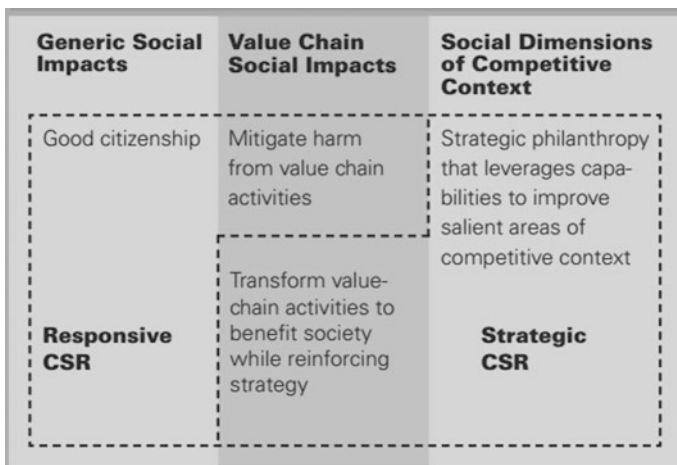 Generic Social
Impacts
Value Chain
Social Impacts
Social Dimensions
of Competitive
Context
Good citizenship
Mitigate harm
from value chain
activities
Strategic philanthropy
that leverages capa-
bilities to improve
salient areas of
competitive context
Transform value-
chain activities to
benefit society
while reinforcing
strategy
Responsive
CSR
Strategic
CSR